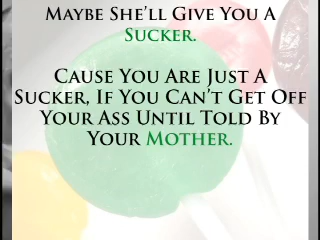 Maybe She'll Give You A
Sucker.
Cause You Are Just A
Sucker, If You Can't Get Off
Your Ass Until Told By
Your Mother.